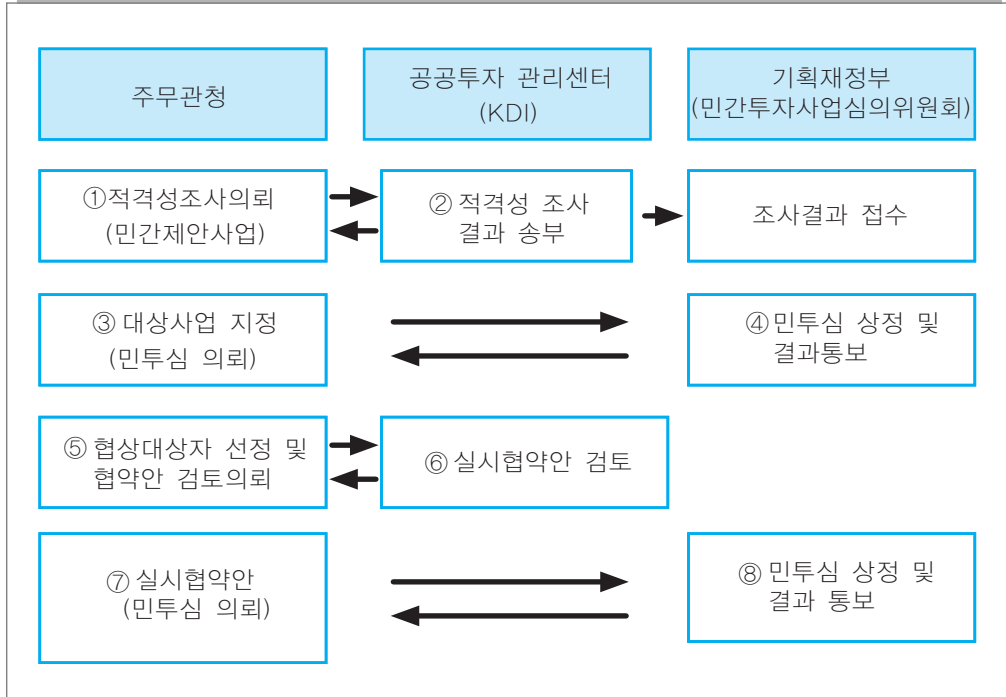 주무관청
공공투자 관리센터
(KDI)
기획재정부
(민간투자사업심의위원회)
①적격성조사의뢰
(민간제안사업)
② 적격성 조사
결과 송부
조사결과 접수
③ 대상사업 지정
(민투심 의뢰)
④민투심 상정 및
결과통보
⑤ 협상대상자 선정 및
협약안 검토의뢰
⑥ 실시협약안 검토
⑦ 실시협약안
(민투심 의뢰)
⑧ 민투심 상정 및
결과 통보